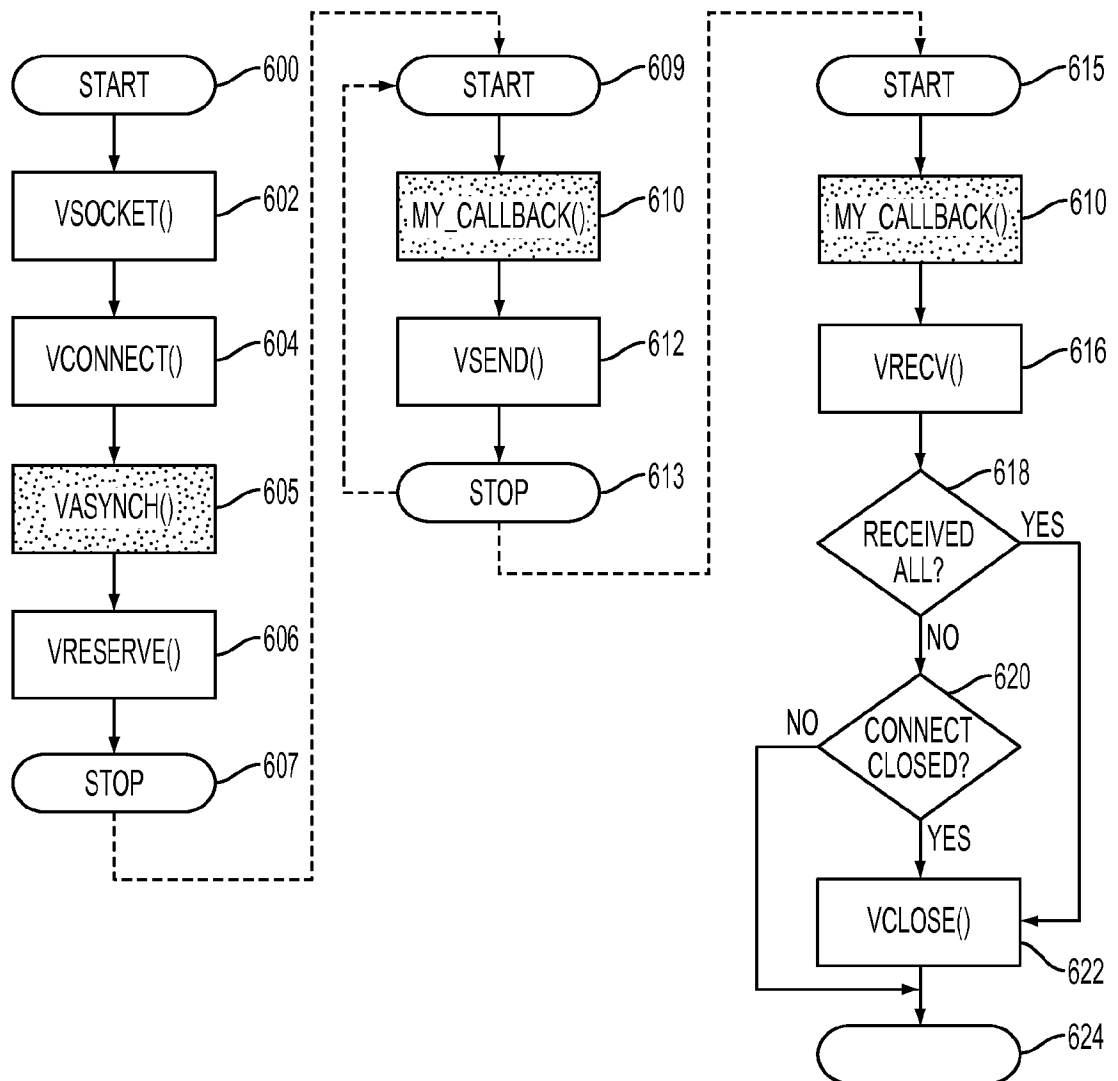 START
600
VSOCKET()
602
VCONNECT()
604
VASYNCH()
605
VRESERVE()
606
STOP
607
START
609
MY_CALLBACK()
610
VSEND()
612
STOP
613
START
615
MY_CALLBACK()
610
VRECV()
616
618
RECEIVED
ALL?
YES
NO
620
NO
CONNECT
CLOSED?
YES
VCLOSE()
622
624